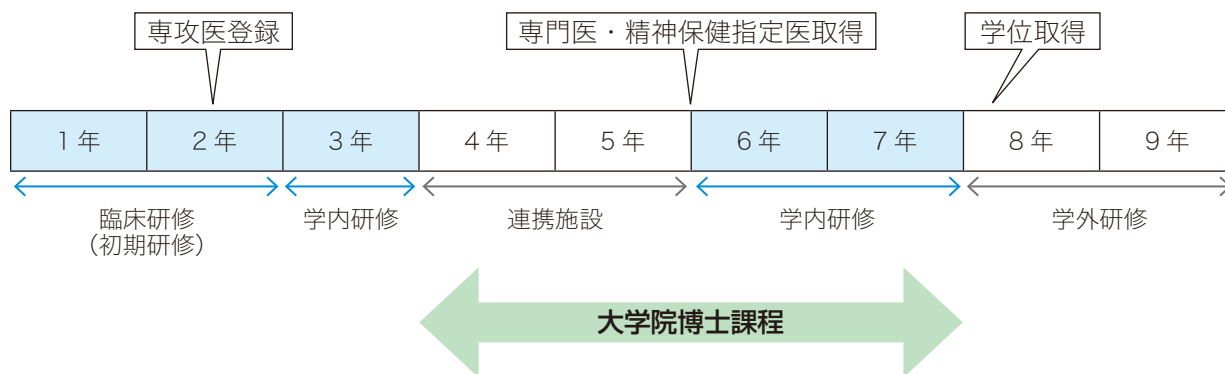 専攻医登録
専門医・精神保健指定医取得
学位取得
1年
2年
3年
4年
5年
6年
7年
8年
9年
臨床研修
（初期研修）
学内研修
連携施設
学内研修
学外研修
大学院博士課程